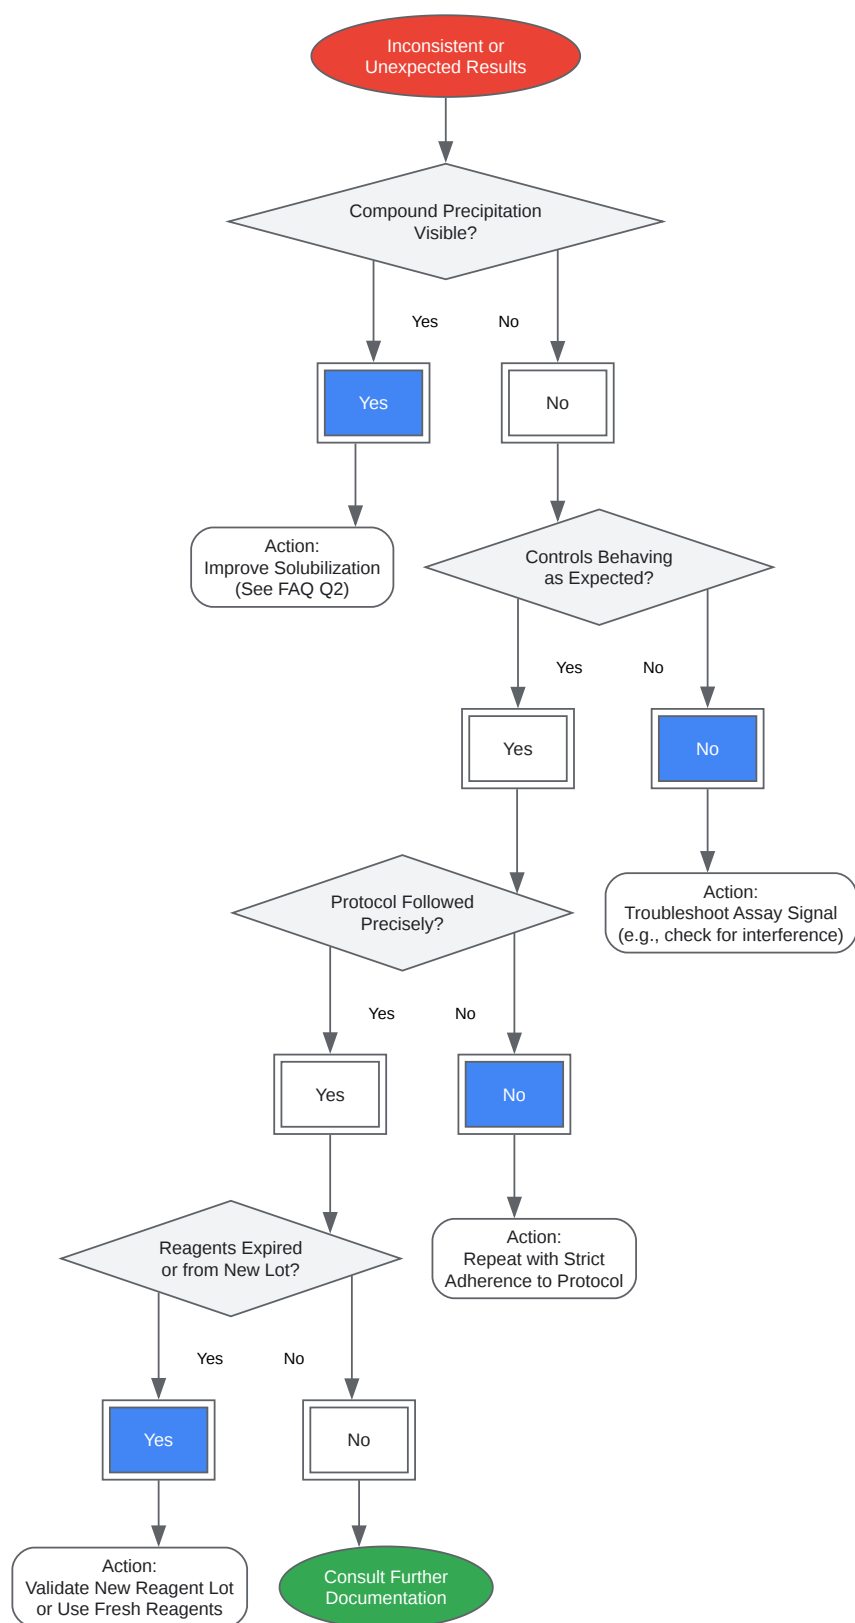 Inconsistent or
Unexpected Results
Compound Precipitation
Visible?
Yes
No
Yes
No
Action:
Improve Solubilization
(See FAQ Q2)
Controls Behaving
as Expected?
Yes
No
Yes
No
Action:
Troubleshoot Assay Signal
(e.g., check for interference)
Protocol Followed
Precisely?
Yes
No
Yes
No
Action:
Repeat with Strict
Adherence to Protocol
Reagents Expired
or from New Lot?
Yes
No
Yes
No
Action:
Validate New Reagent Lot
or Use Fresh Reagents
Consult Further
Documentation